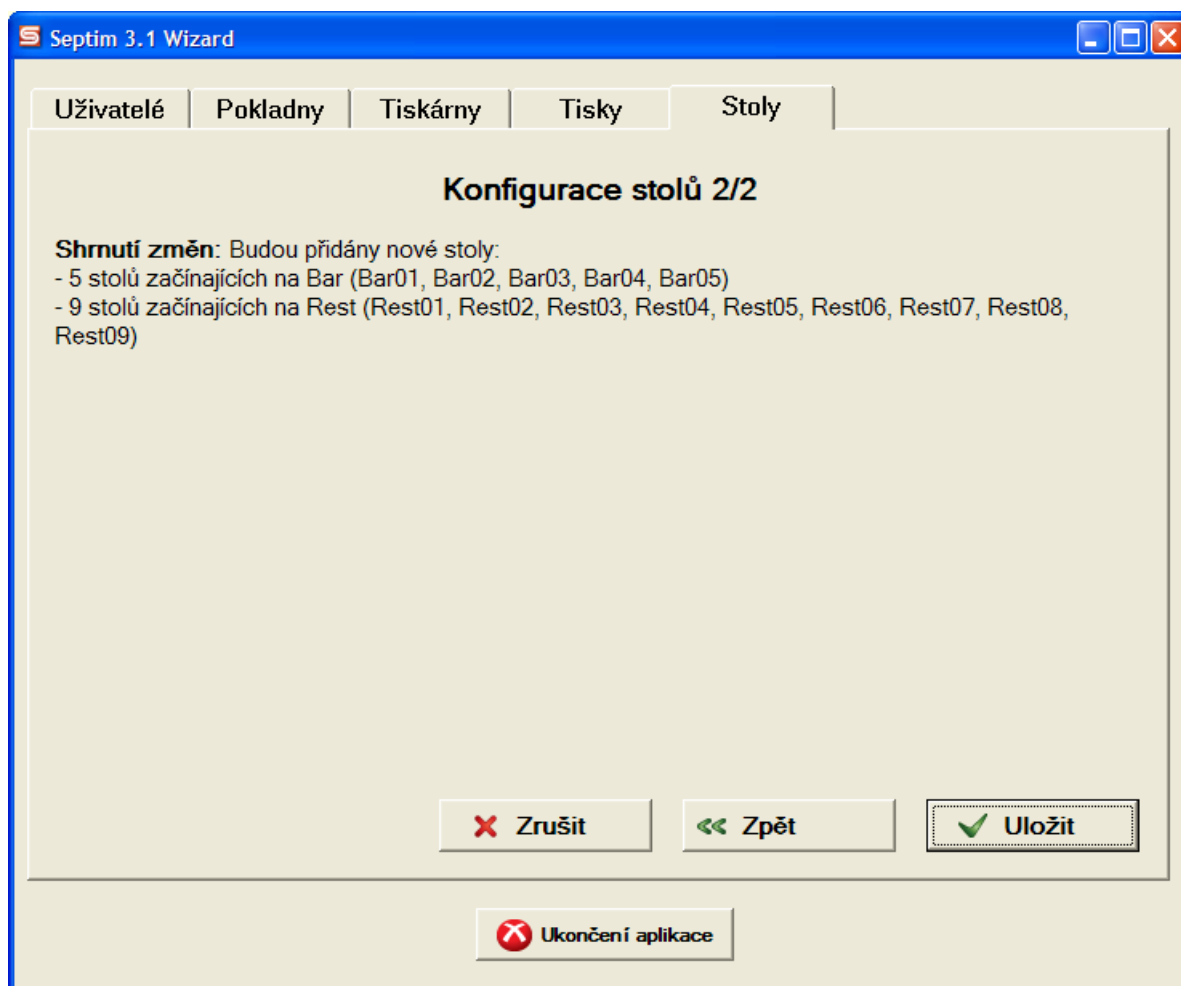 Septim 3.1 Wizard
Uživatelé Pokladny Tiskárny Tisky Stoly
Konfigurace stolů 2/2
Shrnutí změn: Budou přidány nové stoly:
- 5 stolů začínajících na Bar (Bar01, Bar02, Bar03, Bar04, Bar05)
- 9 stolů začínajících na Rest (Rest01, Rest02, Rest03, Rest04, Rest05, Rest06, Rest07, Rest08,
Rest09)
Zrušit Zpět Uložit
Ukončení aplikace